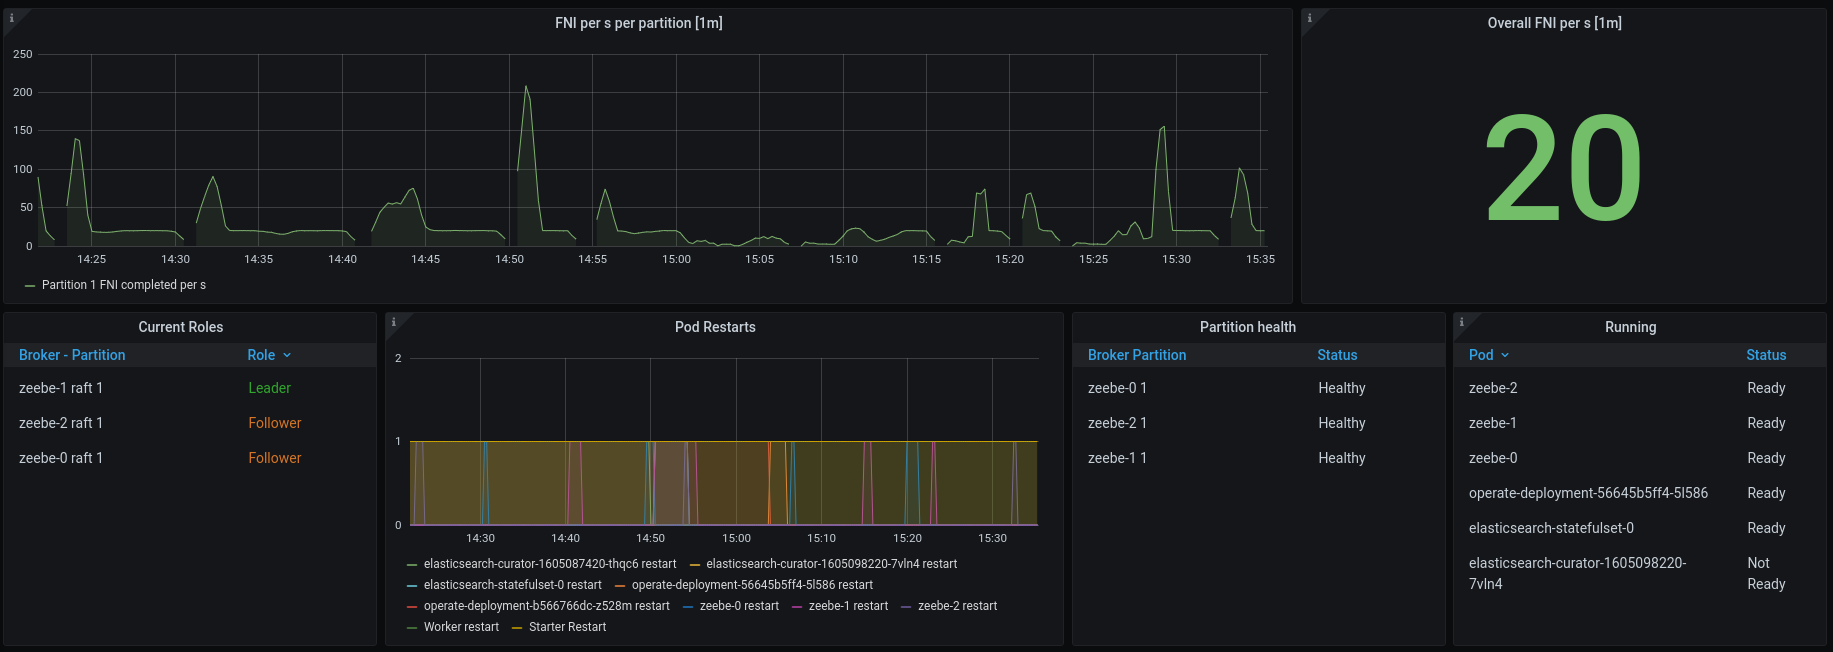 FNI per s per partition [1m]
250
200
150
100
50
0
14:25 14:30 14:35 14:40 14:45 14:50 14:55 15:00 15:05 15:10 15:15 15:20 15:25 15:30 15:35
Partition 1 FNI completed per s
Overall FNI per s [1m]
20
Current Roles
Broker - Partition Role
zeebe-1 raft 1 Leader
zeebe-2 raft 1 Follower
zeebe-0 raft 1 Follower
Pod Restarts
2
1
0
14:30 14:40 14:50 15:00 15:10 15:20 15:30
elasticsearch-curator-1605087420-thqc6 restart elasticsearch-curator-1605098220-7vln4 restart
elasticsearch-statefulset-0 restart operate-deployment-56645b5ff4-5l586 restart
operate-deployment-b566766dc-z528m restart zeebe-0 restart zeebe-1 restart zeebe-2 restart
Worker restart Starter Restart
Partition health
Broker Partition Status
zeebe-0 1 Healthy
zeebe-2 1 Healthy
zeebe-1 1 Healthy
Running
Pod Status
zeebe-2 Ready
zeebe-1 Ready
zeebe-0 Ready
operate-deployment-56645b5ff4-5l586 Ready
elasticsearch-statefulset-0 Ready
elasticsearch-curator-1605098220- Not
7vln4 Ready